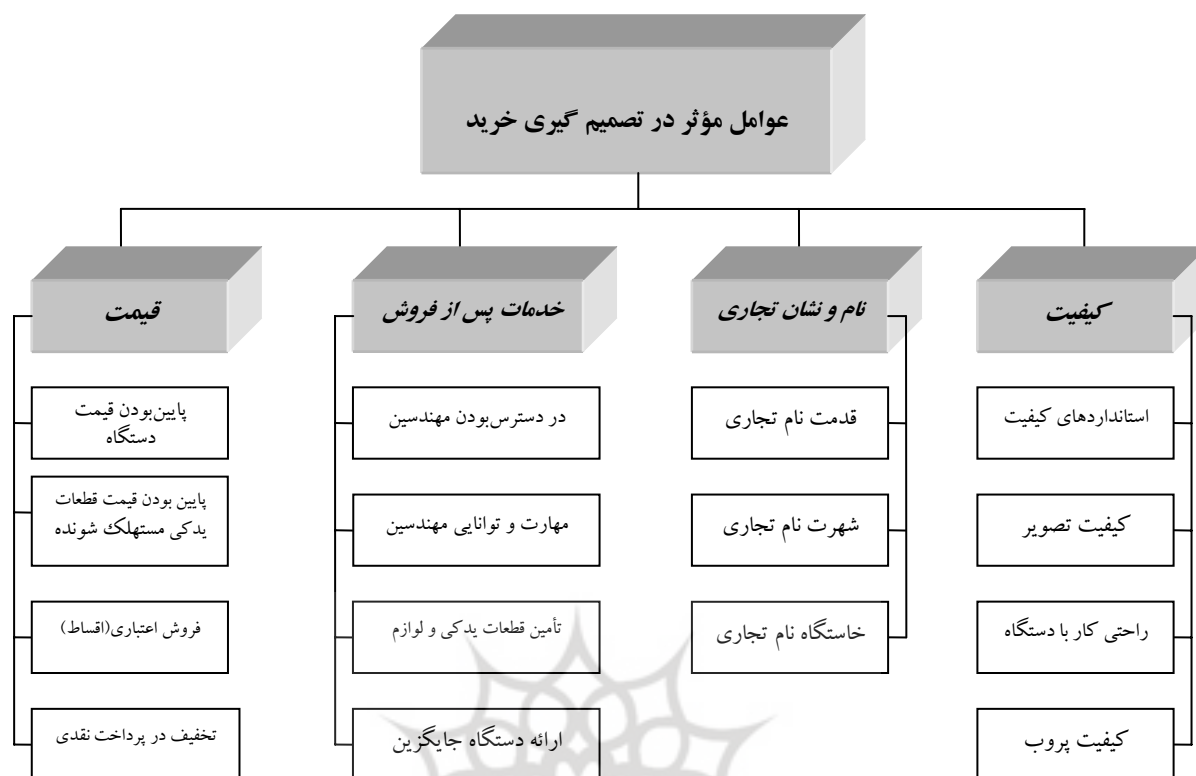 عوامل مؤثر در تصمیم گیری خرید
کیفیت
استانداردهای کیفیت
کیفیت تصویر
راحتی کار با دستگاه
کیفیت پروب
نام و نشان تجاری
قدمت نام تجاری
شهرت نام تجاری
خاستگاه نام تجاری
خدمات پس از فروش
در دسترس‌بودن مهندسین
مهارت و توانایی مهندسین
تأمین قطعات یدکی و لوازم
ارائه دستگاه جایگزین
قیمت
پایین‌بودن قیمت
دستگاه
پایین بودن قیمت قطعات
یدکی مستهلک شونده
فروش اعتباری(اقساط)
تخفیف در پرداخت نقدی